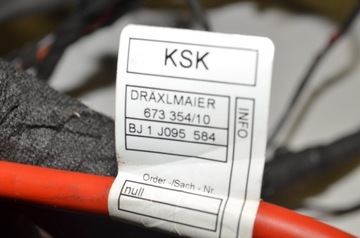 KSK
DRÄXLMAIER
673 354/10
BJ 1 J095 584
INFO
Order -/Sach - Nr.
null